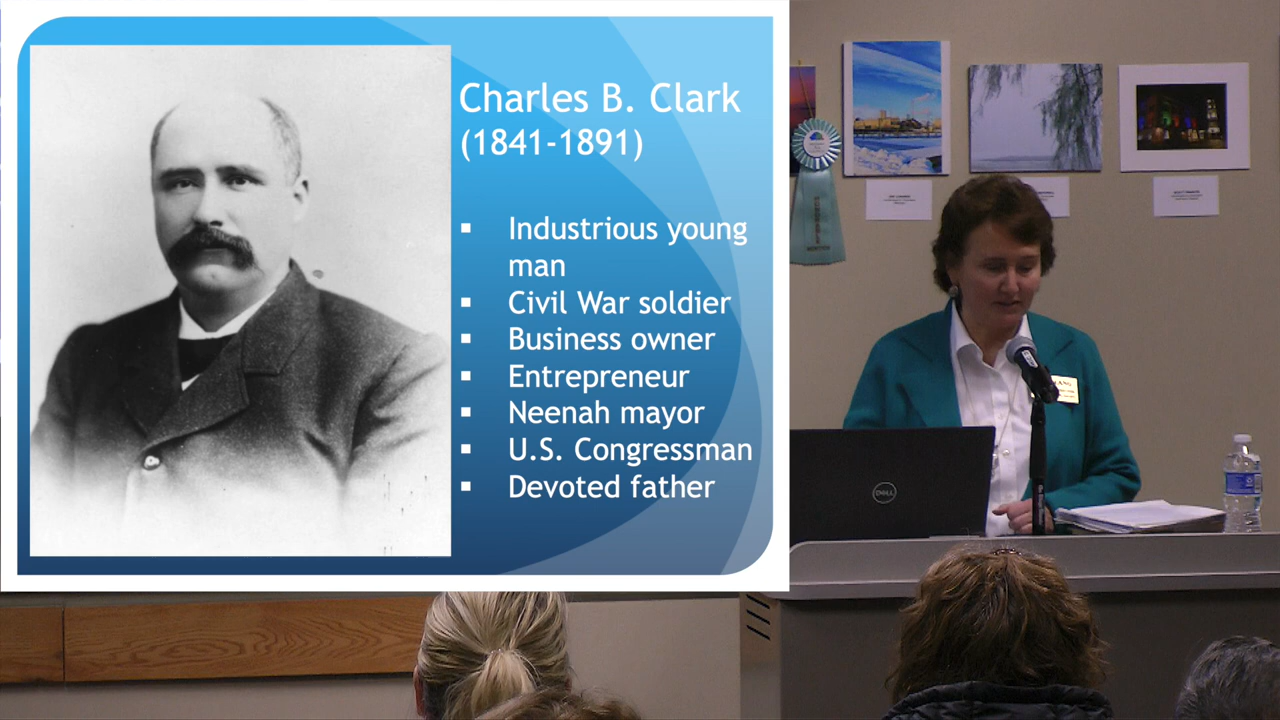 Charles B. Clark
(1841-1891)
▪ Industrious young
man
▪ Civil War soldier
▪ Business owner
▪ Entrepreneur
▪ Neenah mayor
▪ U.S. Congressman
▪ Devoted father
DELL